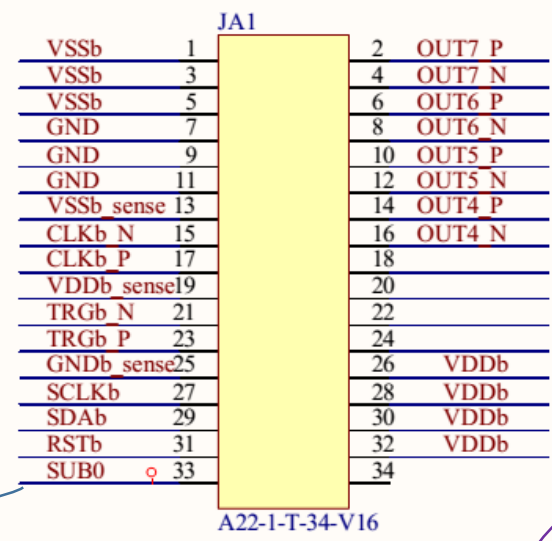 JA1
VSSb 1 2 OUT7_P
VSSb 3 4 OUT7_N
VSSb 5 6 OUT6_P
GND 7 8 OUT6_N
GND 9 10 OUT5_P
GND 11 12 OUT5_N
VSSb_sense 13 14 OUT4_P
CLKb_N 15 16 OUT4_N
CLKb_P 17 18
VDDb_sense 19 20
TRGb_N 21 22
TRGb_P 23 24
GNDb_sense 25 26 VDDb
SCLKb 27 28 VDDb
SDAb 29 30 VDDb
RSTb 31 32 VDDb
SUB0 33 34
A22-1-T-34-V16